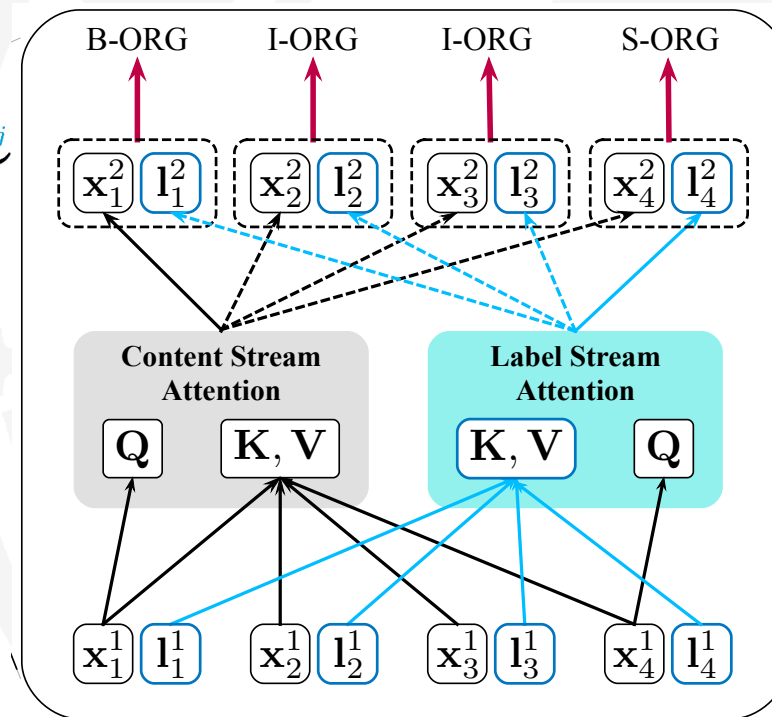 B-ORG I-ORG I-ORG S-ORG
j
x₁² l₁² x₂² l₂² x₃² l₃² x₄² l₄²
Content Stream Label Stream
Attention Attention
Q K, V K, V Q
x₁¹ l₁¹ x₂¹ l₂¹ x₃¹ l₃¹ x₄¹ l₄¹